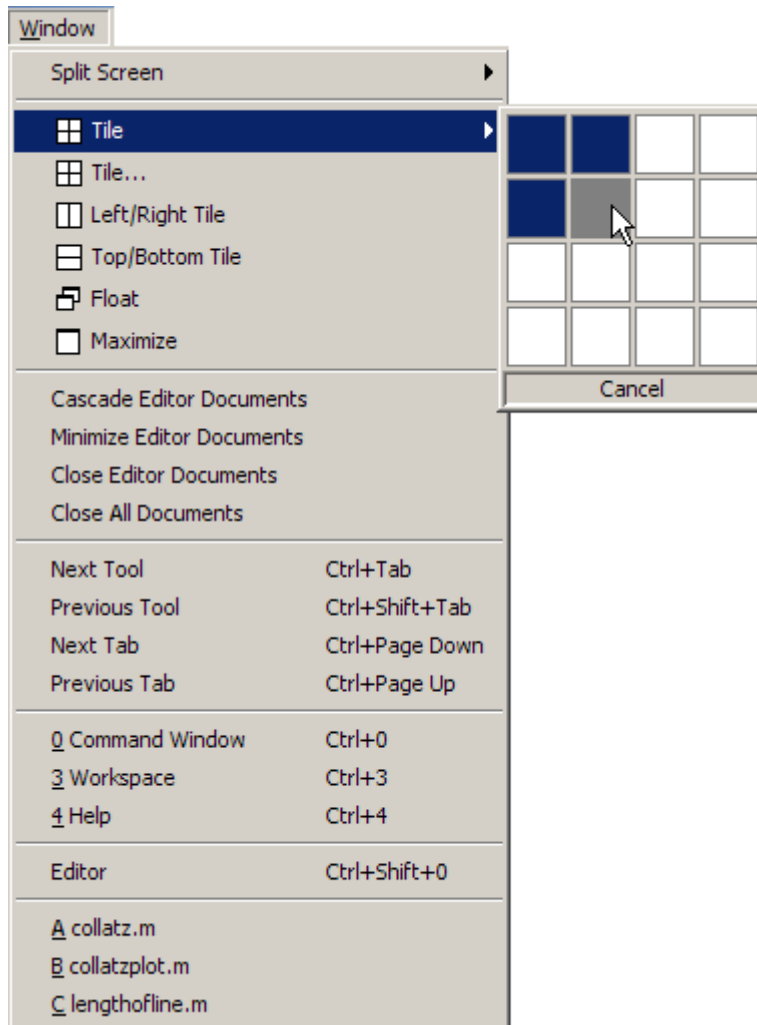 Window
Split Screen
Tile
Tile...
Left/Right Tile
Top/Bottom Tile
Float
Maximize
Cancel
Cascade Editor Documents
Minimize Editor Documents
Close Editor Documents
Close All Documents
Next Tool Ctrl+Tab
Previous Tool Ctrl+Shift+Tab
Next Tab Ctrl+Page Down
Previous Tab Ctrl+Page Up
0 Command Window Ctrl+0
3 Workspace Ctrl+3
4 Help Ctrl+4
Editor Ctrl+Shift+0
A collatz.m
B collatzplot.m
C lengthofline.m